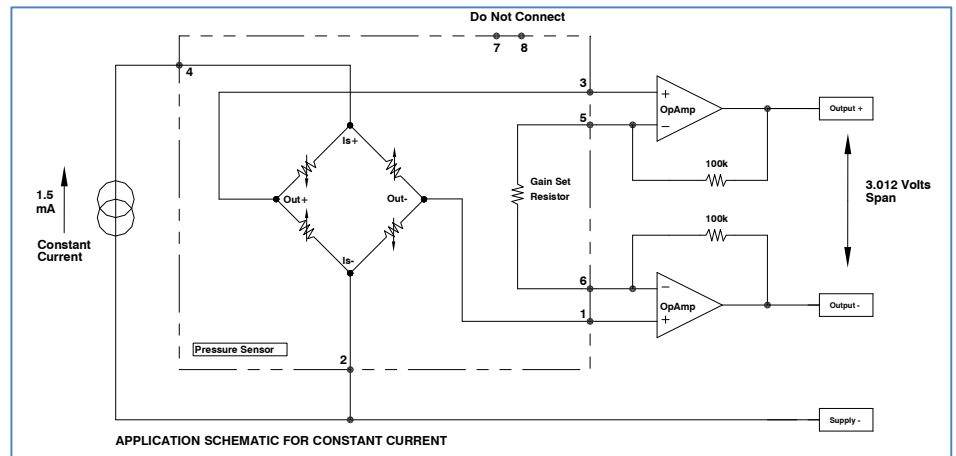 Do Not Connect
7 8
4
3
+
OpAmp
−
Output +
5
Is+
100k
1.5
mA
Constant
Current
Out+
Out-
Gain Set
Resistor
3.012 Volts
Span
100k
Is-
6
−
OpAmp
+
Output -
1
Pressure Sensor
2
Supply -
APPLICATION SCHEMATIC FOR CONSTANT CURRENT